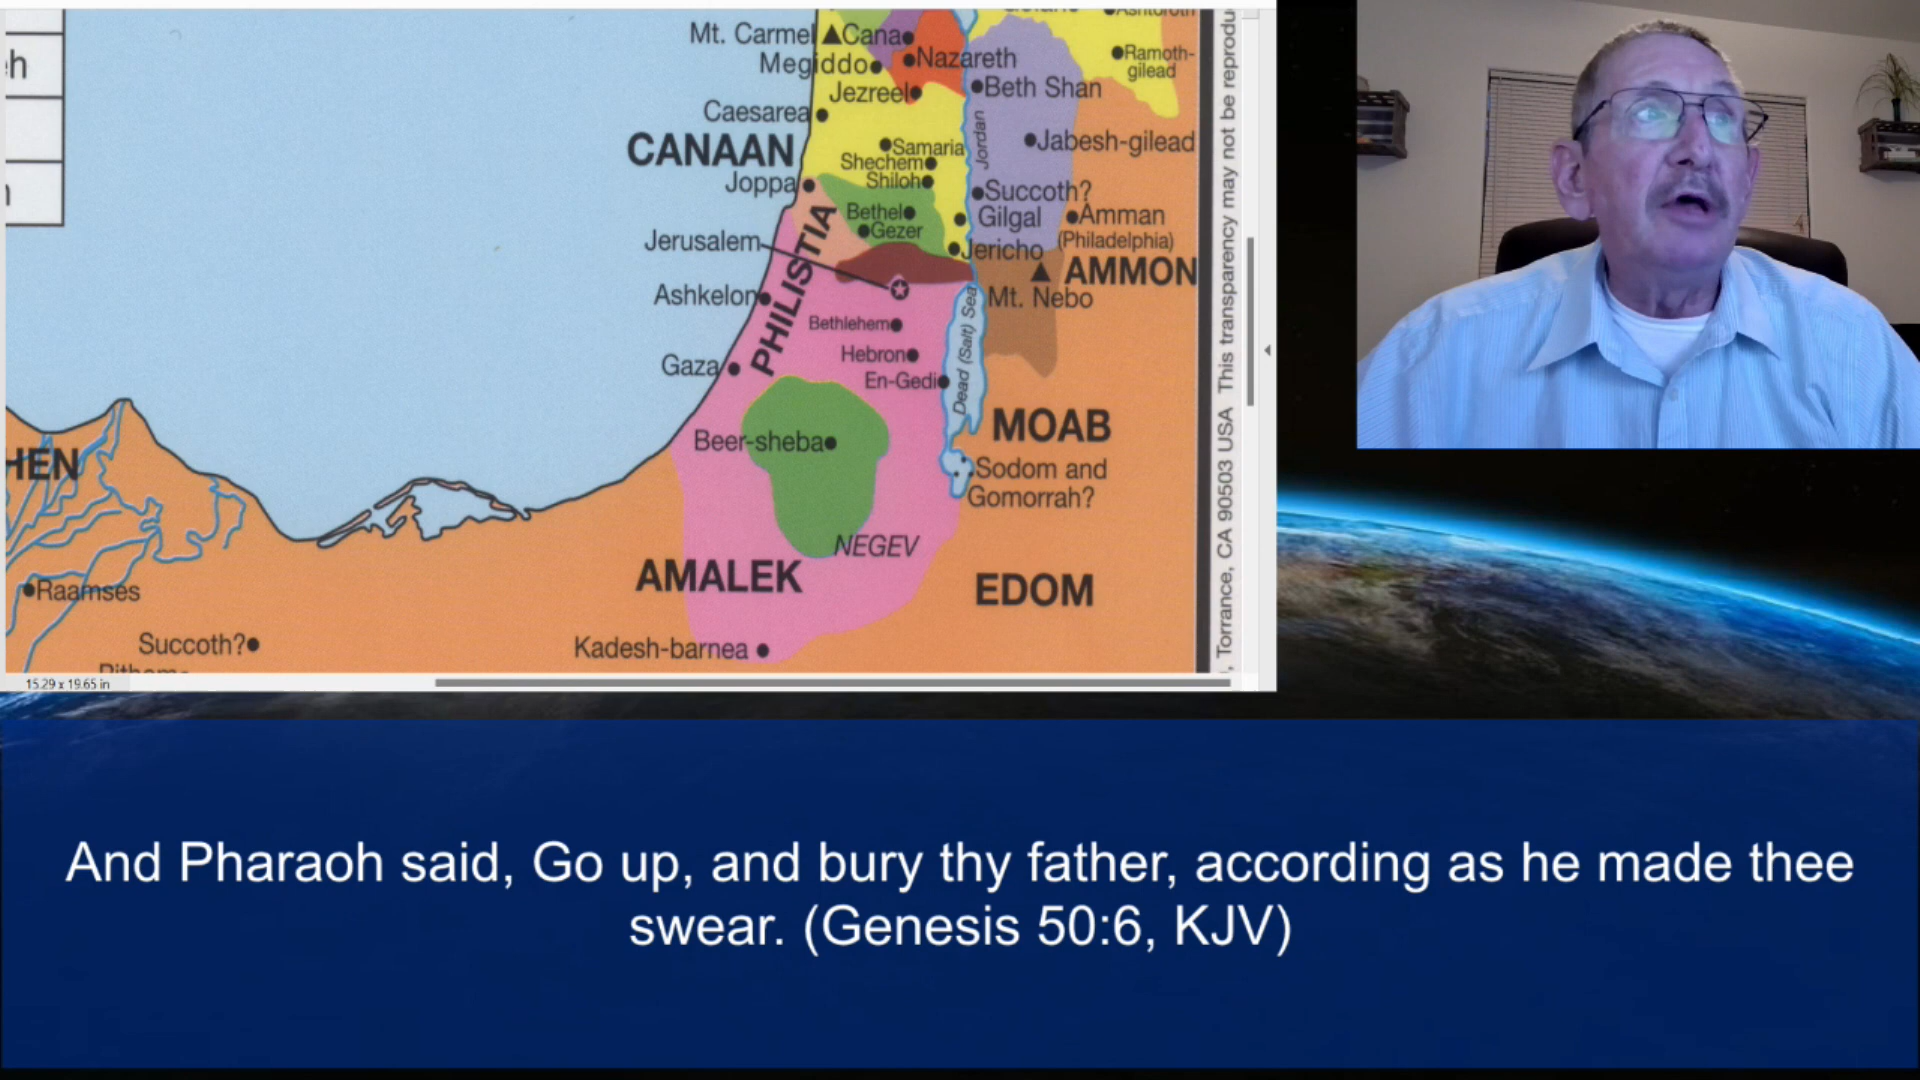 h
Mt. Carmel
Cana
Nazareth
Megiddo
Jezreel
Beth Shan
Ashtoroth
Ramoth-
gilead
Caesarea
CANAAN
Samaria
Shechem
Shiloh
Jordan
Jabesh-gilead
Joppa
Succoth?
Bethel
Gilgal
Amman
(Philadelphia)
Gezer
Jericho
AMMON
Jerusalem
PHILISTIA
Mt. Nebo
Ashkelon
Bethlehem
Dead (Salt) Sea
Hebron
Gaza
En-Gedi
MOAB
Beer-sheba
Sodom and
Gomorrah?
HEN
NEGEV
AMALEK
EDOM
Raamses
Succoth?
Kadesh-barnea
, Torrance, CA 90503 USA This transparency may not be reprodu
15.29 x 19.65 in
And Pharaoh said, Go up, and bury thy father, according as he made thee
swear. (Genesis 50:6, KJV)